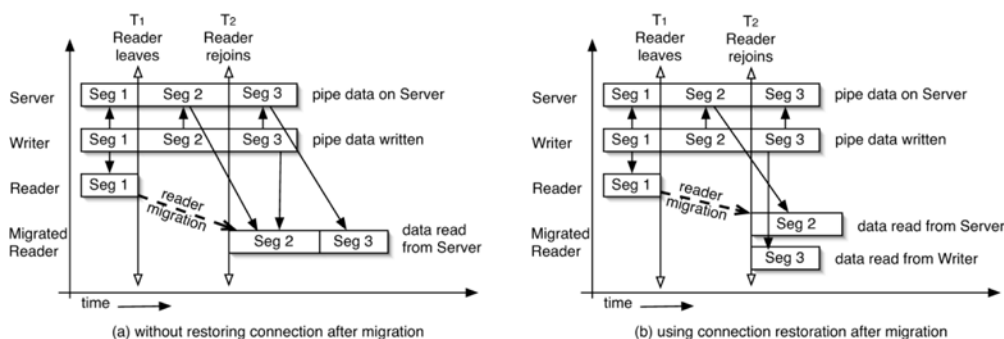 T1
Reader
leaves
T2
Reader
rejoins
Server
Seg 1
Seg 2
Seg 3
pipe data on Server
Writer
Seg 1
Seg 2
Seg 3
pipe data written
Reader
Seg 1
reader
migration
Migrated
Reader
Seg 2
Seg 3
data read
from Server
time
(a) without restoring connection after migration
T1
Reader
leaves
T2
Reader
rejoins
Server
Seg 1
Seg 2
Seg 3
pipe data on Server
Writer
Seg 1
Seg 2
Seg 3
pipe data written
Reader
Seg 1
reader
migration
Migrated
Reader
Seg 2
data read from Server
Seg 3
data read from Writer
time
(b) using connection restoration after migration